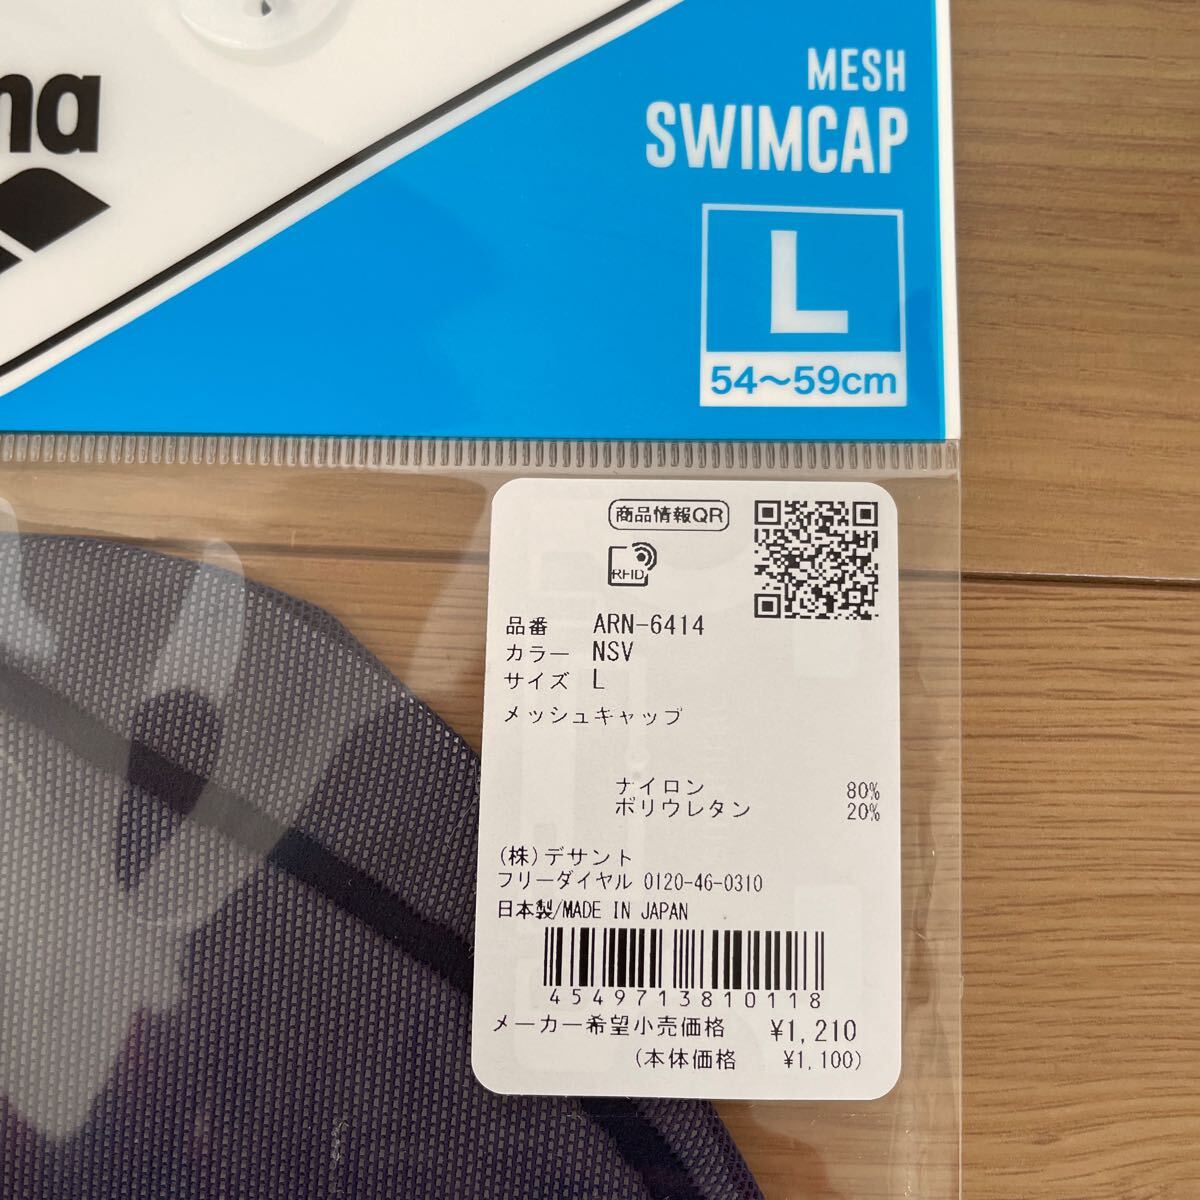 na
MESH
SWIMCAP
L
54〜59cm
商品情報QR
RFID
品番 ARN-6414
カラー NSV
サイズ L
メッシュキャップ
ナイロン 80%
ポリウレタン 20%
(株)デサント
フリーダイヤル 0120-46-0310
日本製/MADE IN JAPAN
4549713810118
メーカー希望小売価格 ¥1,210
(本体価格 ¥1,100)